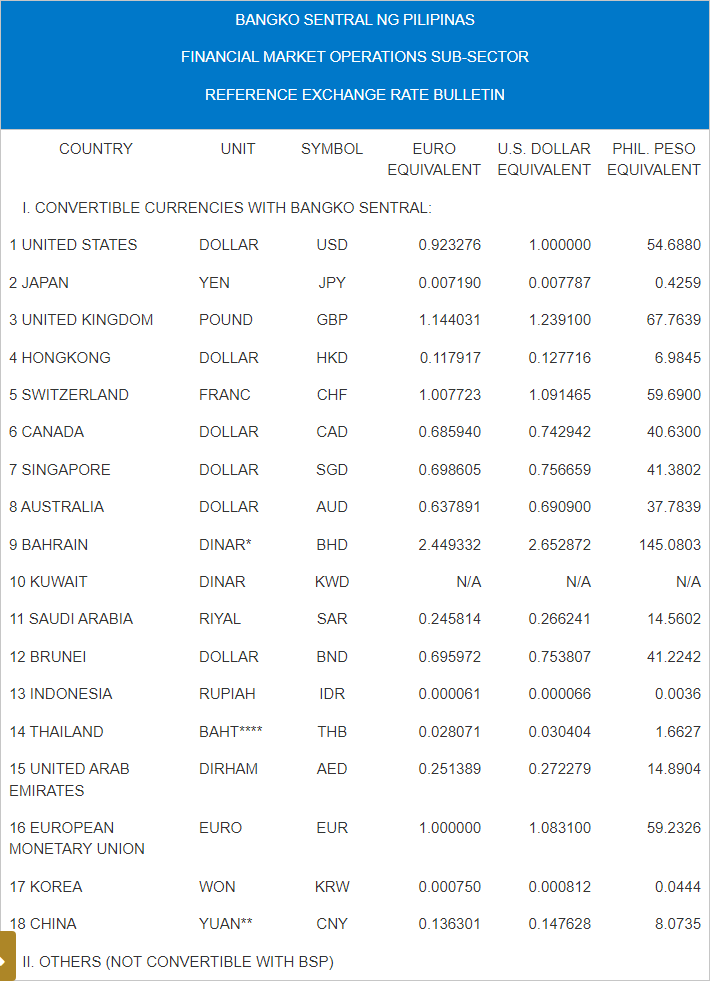 BANGKO SENTRAL NG PILIPINAS
FINANCIAL MARKET OPERATIONS SUB-SECTOR
REFERENCE EXCHANGE RATE BULLETIN
COUNTRY UNIT SYMBOL EURO EQUIVALENT U.S. DOLLAR EQUIVALENT PHIL. PESO EQUIVALENT
I. CONVERTIBLE CURRENCIES WITH BANGKO SENTRAL:
1 UNITED STATES DOLLAR USD 0.923276 1.000000 54.6880
2 JAPAN YEN JPY 0.007190 0.007787 0.4259
3 UNITED KINGDOM POUND GBP 1.144031 1.239100 67.7639
4 HONGKONG DOLLAR HKD 0.117917 0.127716 6.9845
5 SWITZERLAND FRANC CHF 1.007723 1.091465 59.6900
6 CANADA DOLLAR CAD 0.685940 0.742942 40.6300
7 SINGAPORE DOLLAR SGD 0.698605 0.756659 41.3802
8 AUSTRALIA DOLLAR AUD 0.637891 0.690900 37.7839
9 BAHRAIN DINAR* BHD 2.449332 2.652872 145.0803
10 KUWAIT DINAR KWD N/A N/A N/A
11 SAUDI ARABIA RIYAL SAR 0.245814 0.266241 14.5602
12 BRUNEI DOLLAR BND 0.695972 0.753807 41.2242
13 INDONESIA RUPIAH IDR 0.000061 0.000066 0.0036
14 THAILAND BAHT**** THB 0.028071 0.030404 1.6627
15 UNITED ARAB EMIRATES DIRHAM AED 0.251389 0.272279 14.8904
16 EUROPEAN MONETARY UNION EURO EUR 1.000000 1.083100 59.2326
17 KOREA WON KRW 0.000750 0.000812 0.0444
18 CHINA YUAN** CNY 0.136301 0.147628 8.0735
II. OTHERS (NOT CONVERTIBLE WITH BSP)